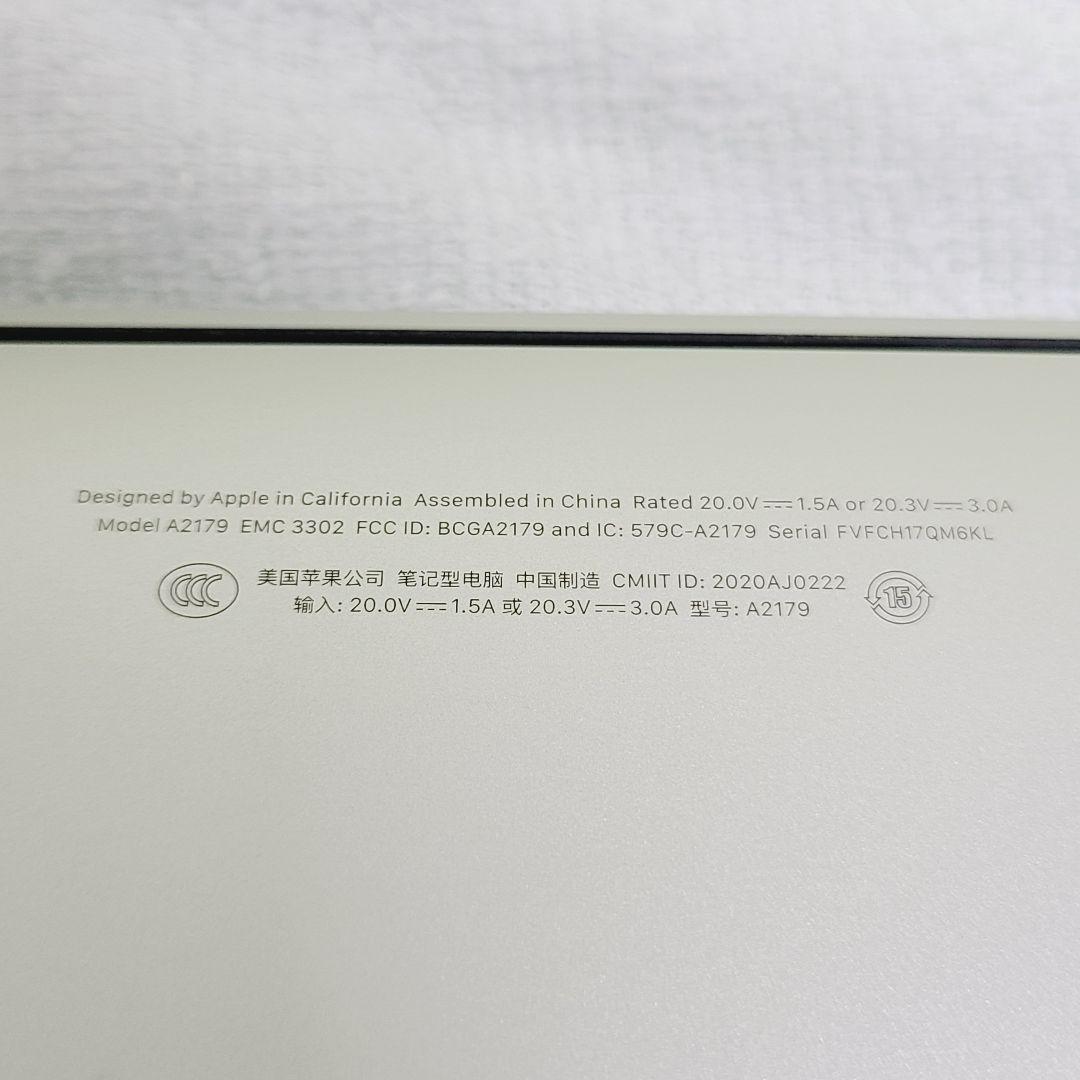 Designed by Apple in California Assembled in China Rated 20.0V⎓1.5A or 20.3V⎓3.0A
Model A2179 EMC 3302 FCC ID: BCGA2179 and IC: 579C-A2179 Serial FVFCH17QM6KL
CCC 美国苹果公司 笔记型电脑 中国制造 CMIIT ID: 2020AJ0222 15
输入: 20.0V⎓1.5A 或 20.3V⎓3.0A 型号: A2179